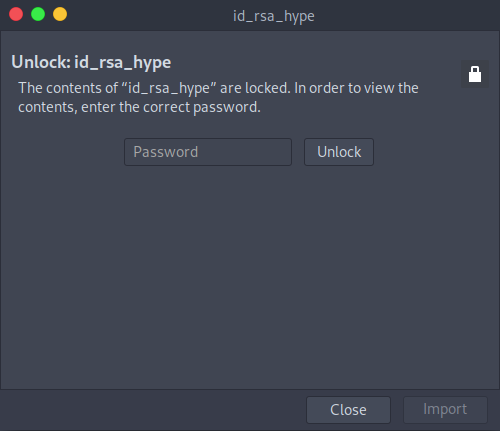 id_rsa_hype
Unlock: id_rsa_hype
The contents of “id_rsa_hype” are locked. In order to view the
contents, enter the correct password.
Password
Unlock
Close
Import